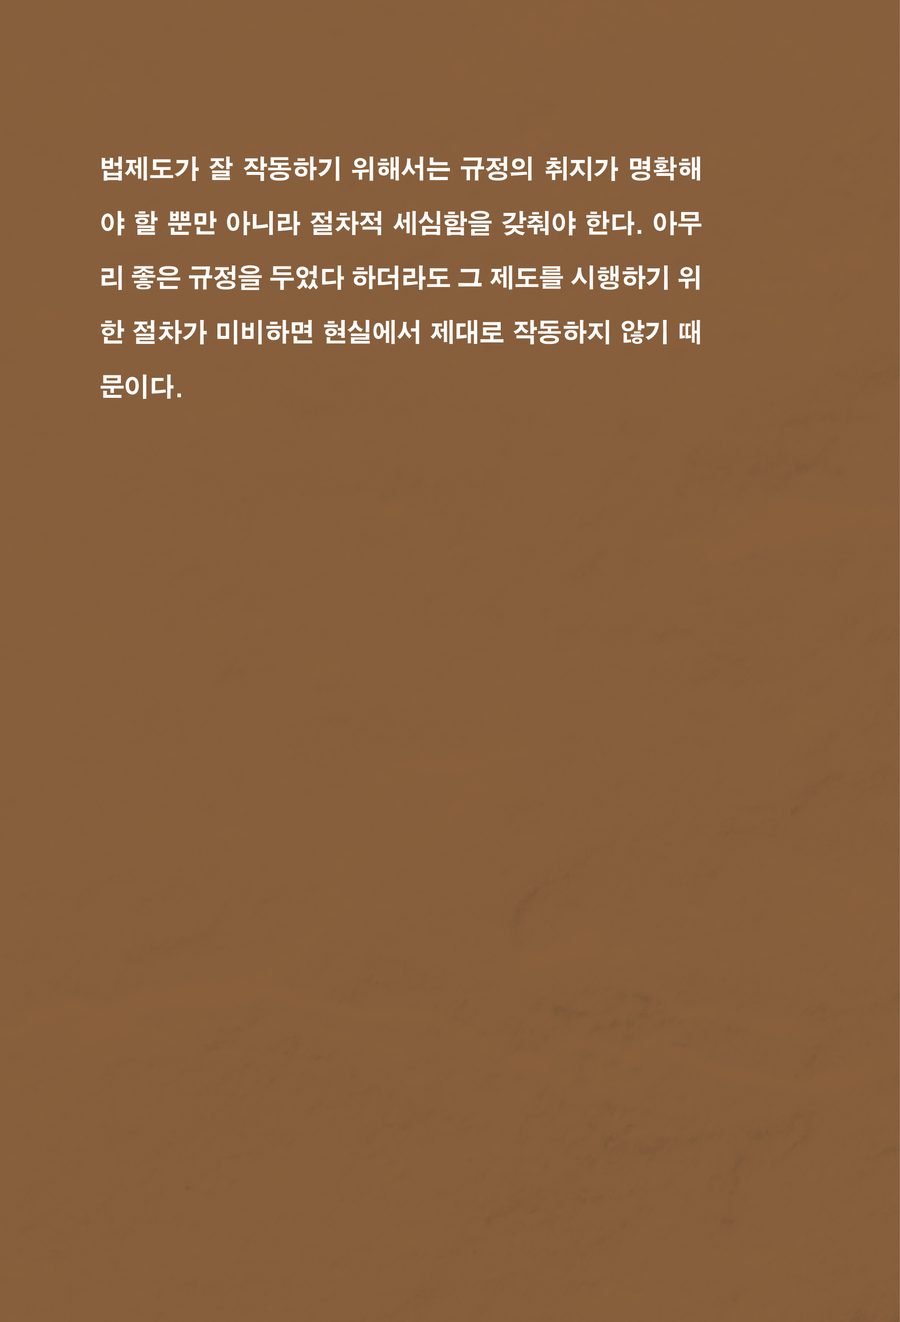 법제도가 잘 작동하기 위해서는 규정의 취지가 명확해
야 할 뿐만 아니라 절차적 세심함을 갖춰야 한다. 아무
리 좋은 규정을 두었다 하더라도 그 제도를 시행하기 위
한 절차가 미비하면 현실에서 제대로 작동하지 않기 때
문이다.